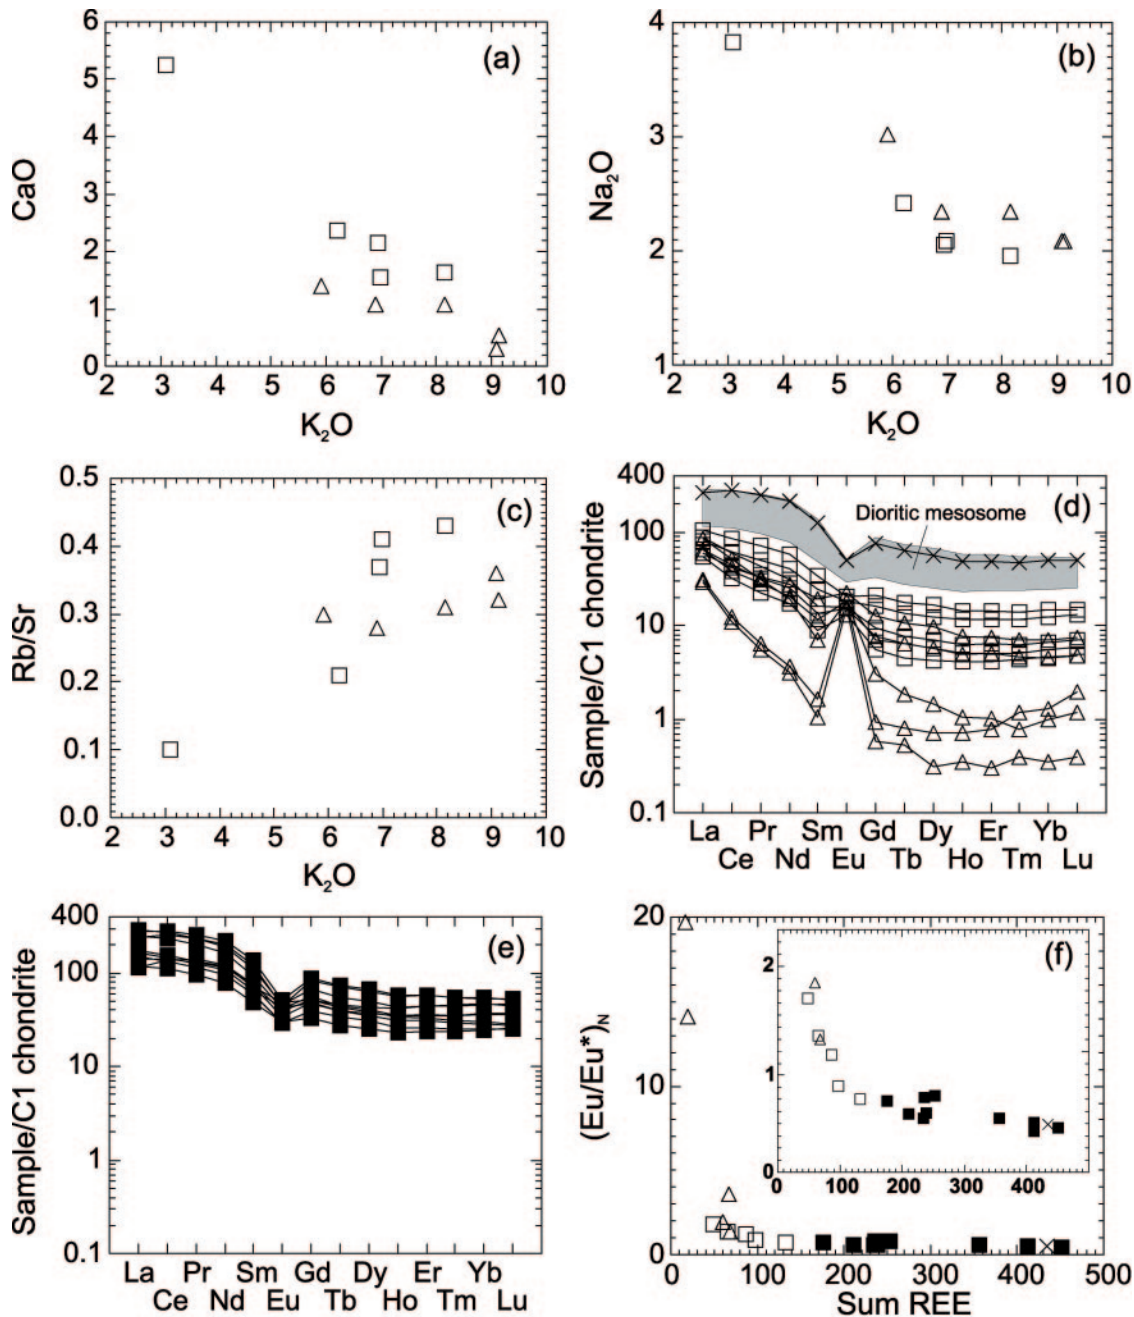 (a)
CaO
6
5
4
3
2
1
0
2 3 4 5 6 7 8 9 10
K₂O
(b)
Na₂O
4
3
2
1
2 3 4 5 6 7 8 9 10
K₂O
(c)
Rb/Sr
0.5
0.4
0.3
0.2
0.1
0.0
2 3 4 5 6 7 8 9 10
K₂O
(d)
Dioritic mesosome
Sample/C1 chondrite
400
100
10
1
0.1
La Pr Sm Gd Dy Er Yb
Ce Nd Eu Tb Ho Tm Lu
(e)
Sample/C1 chondrite
400
100
10
1
0.1
La Pr Sm Gd Dy Er Yb
Ce Nd Eu Tb Ho Tm Lu
(f)
(Eu/Eu*)N
20
10
0
2
1
0
0 100 200 300 400
0 100 200 300 400 500
Sum REE